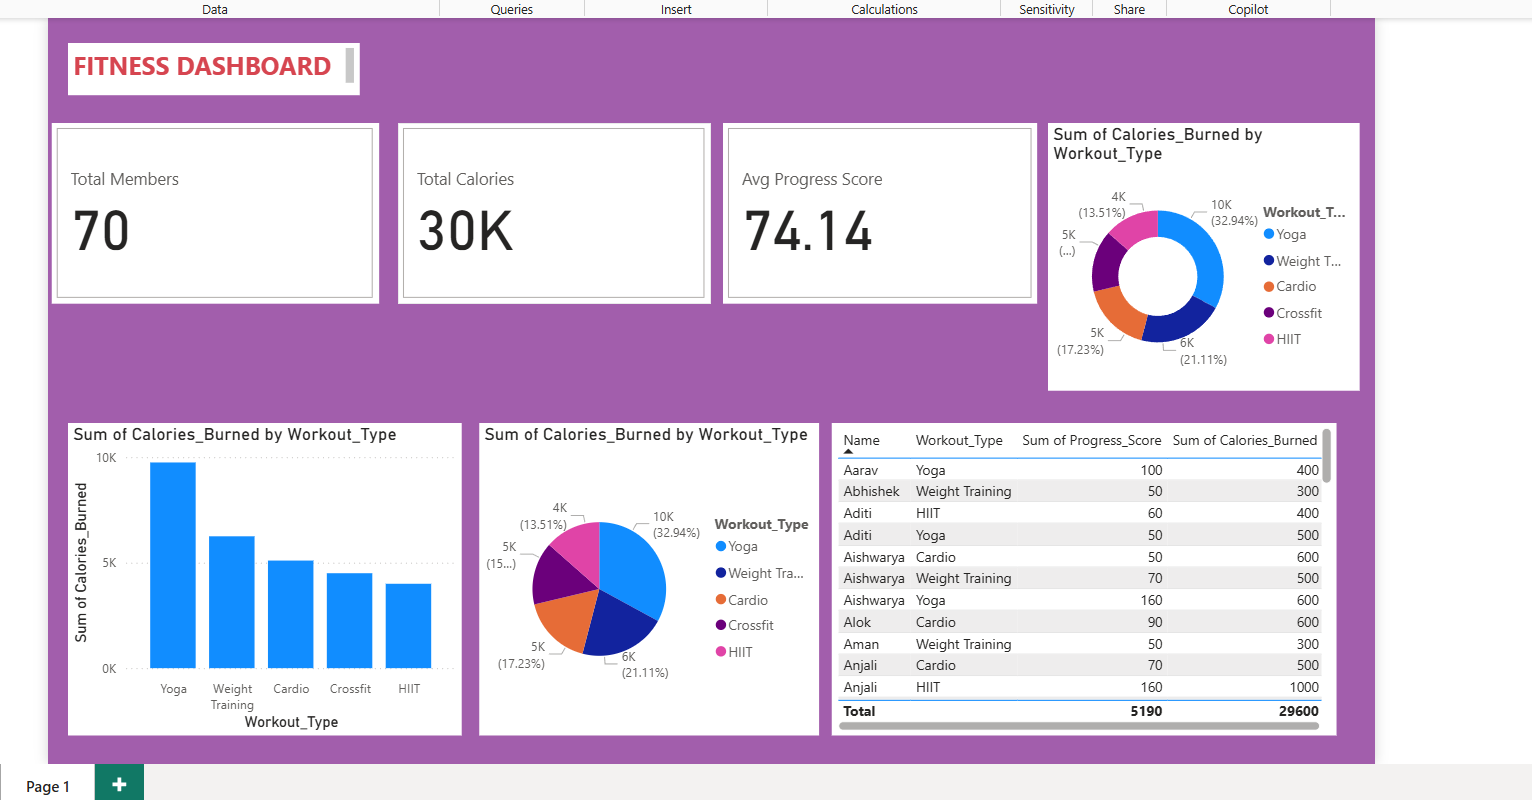 Data Queries Insert Calculations Sensitivity Share Copilot
FITNESS DASHBOARD
Total Members
70
Total Calories
30K
Avg Progress Score
74.14
Sum of Calories_Burned by
Workout_Type
4K
(13.51%)
10K
(32.94%)
5K
(...)
5K
(17.23%)
6K
(21.11%)
Workout_T...
Yoga
Weight T...
Cardio
Crossfit
HIIT
Sum of Calories_Burned by Workout_Type
Sum of Calories_Burned
10K
5K
0K
Yoga
Weight
Training
Cardio
Crossfit
HIIT
Workout_Type
Sum of Calories_Burned by Workout_Type
4K
(13.51%)
10K
(32.94%)
5K
(15...)
5K
(17.23%)
6K
(21.11%)
Workout_Type
Yoga
Weight Tra...
Cardio
Crossfit
HIIT
Name Workout_Type Sum of Progress_Score Sum of Calories_Burned
Aarav Yoga 100 400
Abhishek Weight Training 50 300
Aditi HIIT 60 400
Aditi Yoga 50 500
Aishwarya Cardio 50 600
Aishwarya Weight Training 70 500
Aishwarya Yoga 160 600
Alok Cardio 90 600
Aman Weight Training 50 300
Anjali Cardio 70 500
Anjali HIIT 160 1000
Total 5190 29600
Page 1